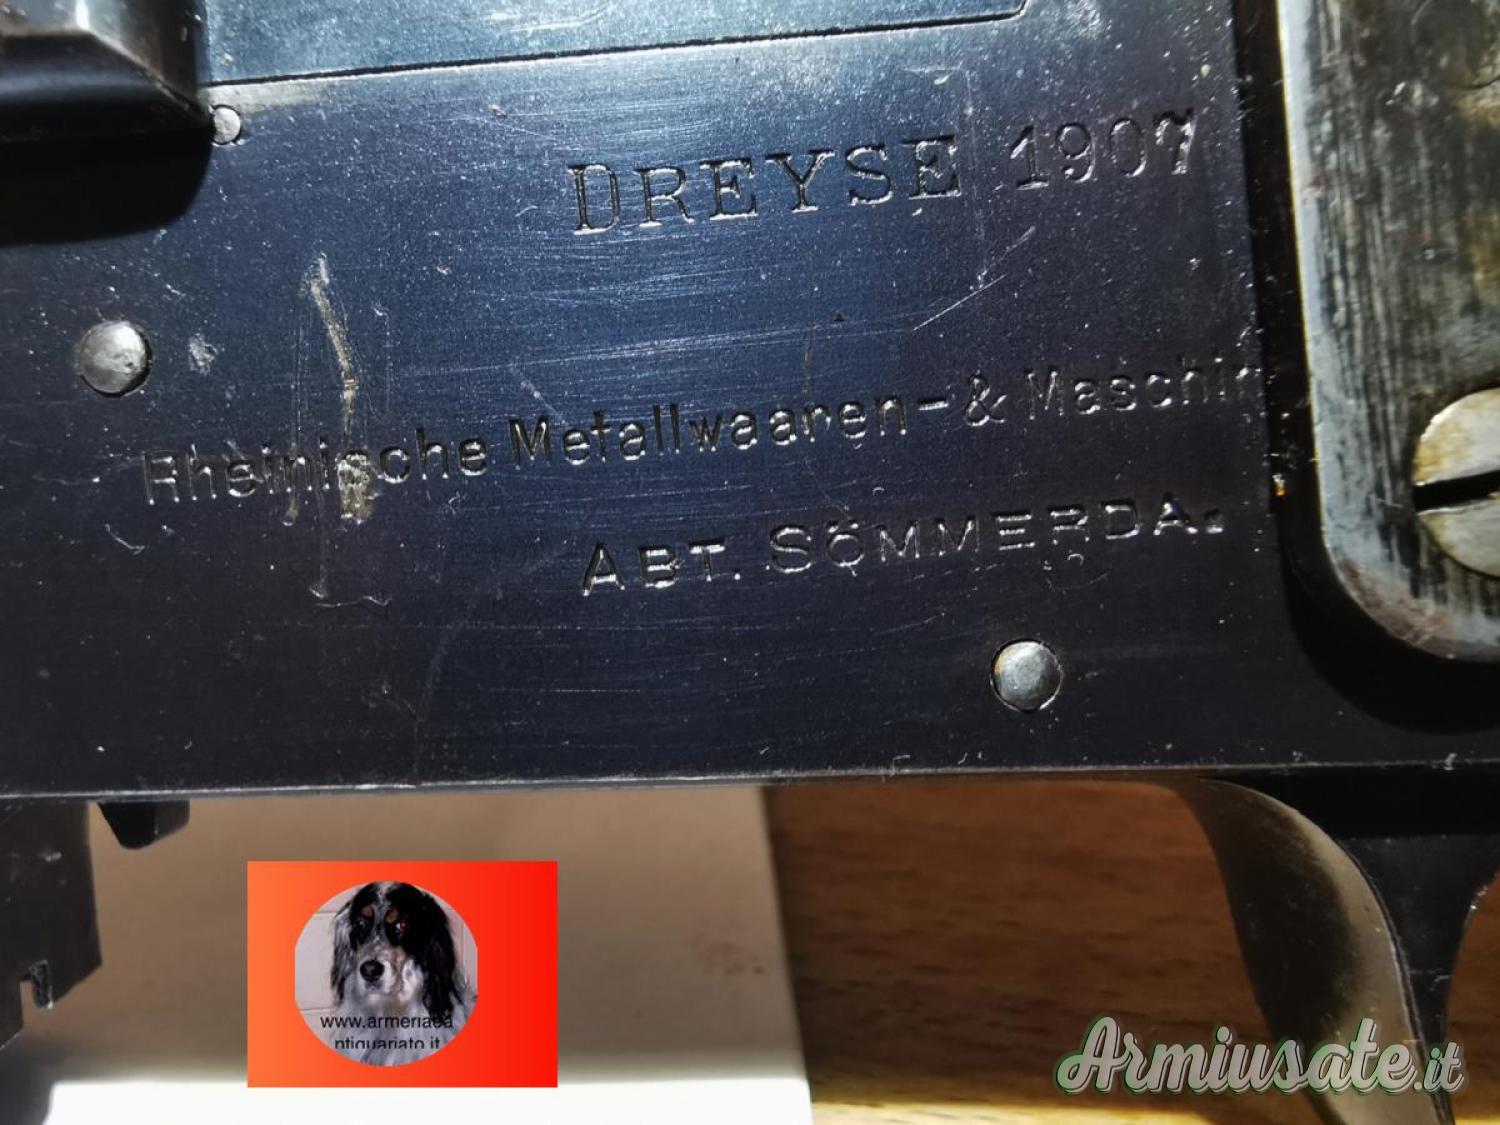 DREYSE 1907
Rheinische Metallwaaren-& Maschin
ABT. SÖMMERDA.
www.armeriaea
ntiquariato.it
Armiusate.it